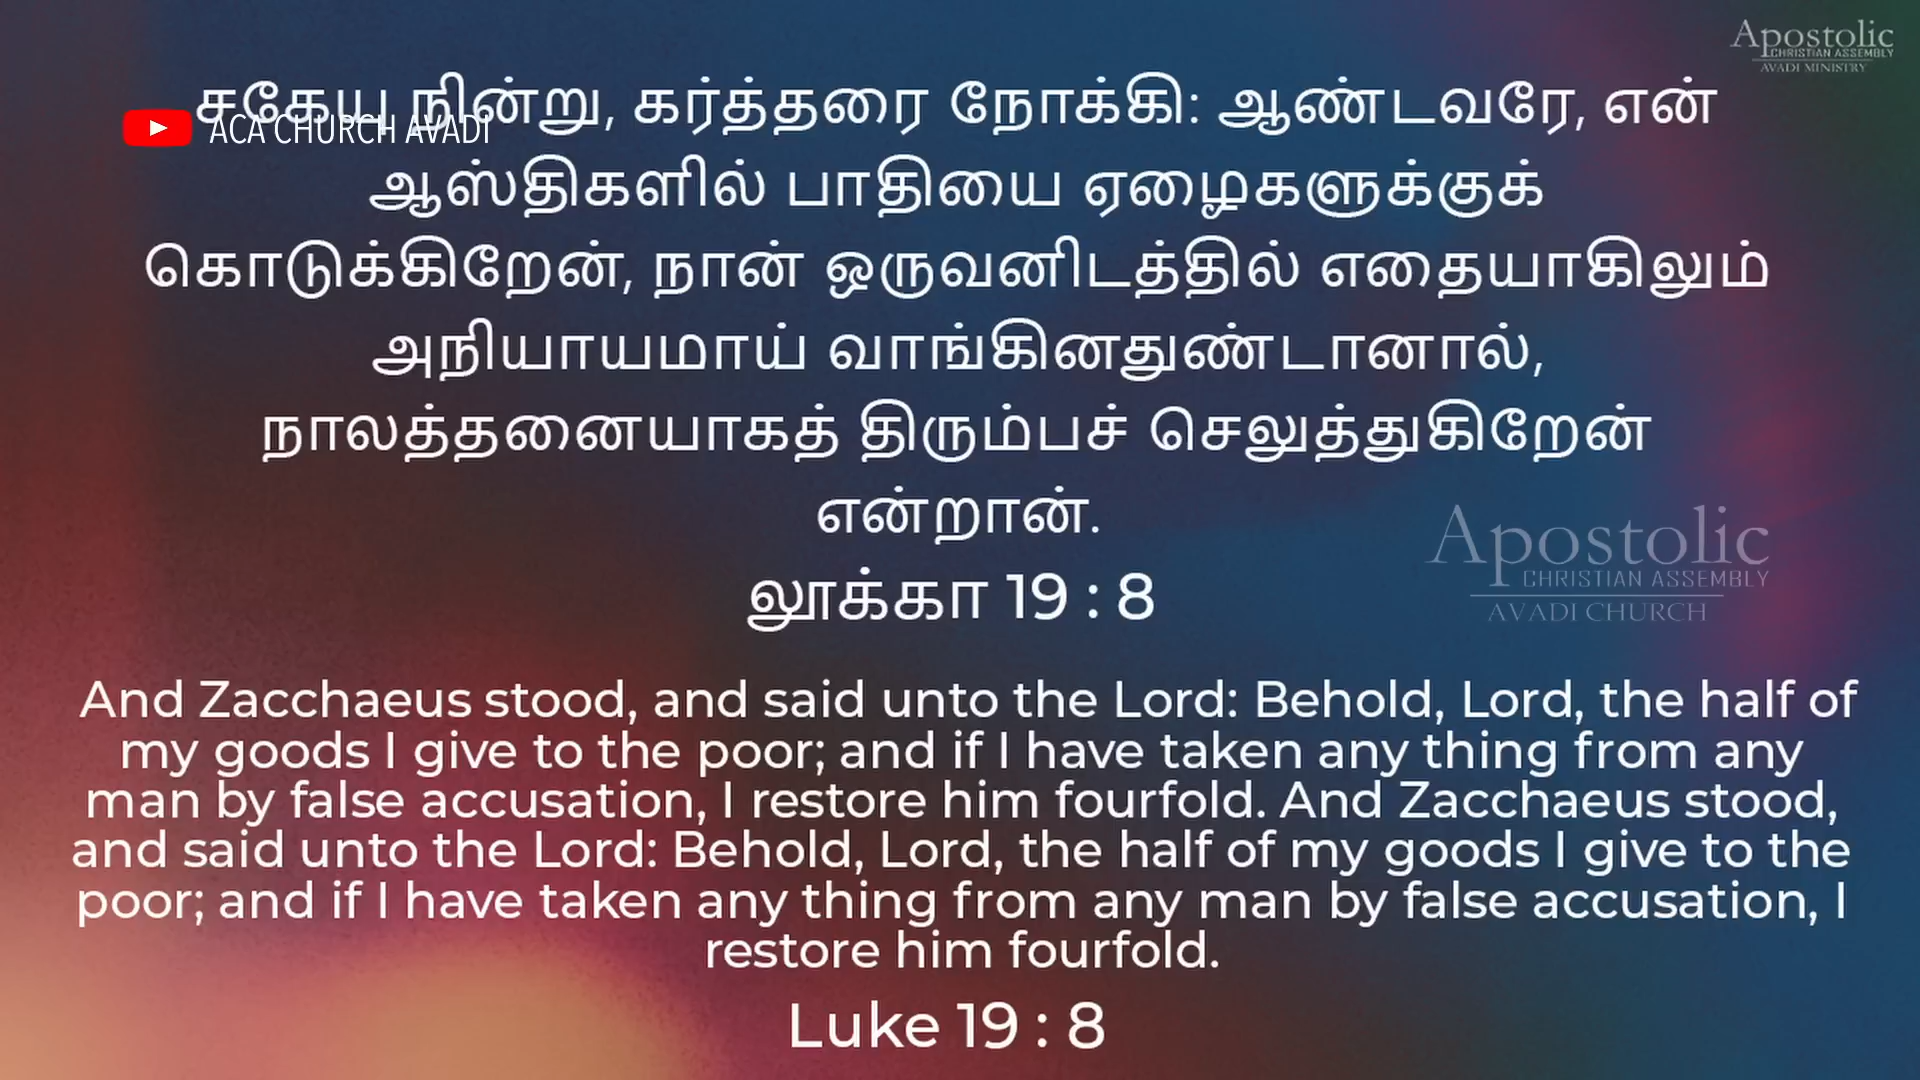 Apostolic
CHRISTIAN ASSEMBLY
AVADI MINISTRY
சகேயு நின்று, கர்த்தரை நோக்கி: ஆண்டவரே, என்
ACA CHURCH AVADI
ஆஸ்திகளில் பாதியை ஏழைகளுக்குக்
கொடுக்கிறேன், நான் ஒருவனிடத்தில் எதையாகிலும்
அநியாயமாய் வாங்கினதுண்டானால்,
நாலத்தனையாகத் திரும்பச் செலுத்துகிறேன்
என்றான்.
லூக்கா 19 : 8
Apostolic
CHRISTIAN ASSEMBLY
AVADI CHURCH
And Zacchaeus stood, and said unto the Lord: Behold, Lord, the half of
my goods I give to the poor; and if I have taken any thing from any
man by false accusation, I restore him fourfold. And Zacchaeus stood,
and said unto the Lord: Behold, Lord, the half of my goods I give to the
poor; and if I have taken any thing from any man by false accusation, I
restore him fourfold.
Luke 19 : 8